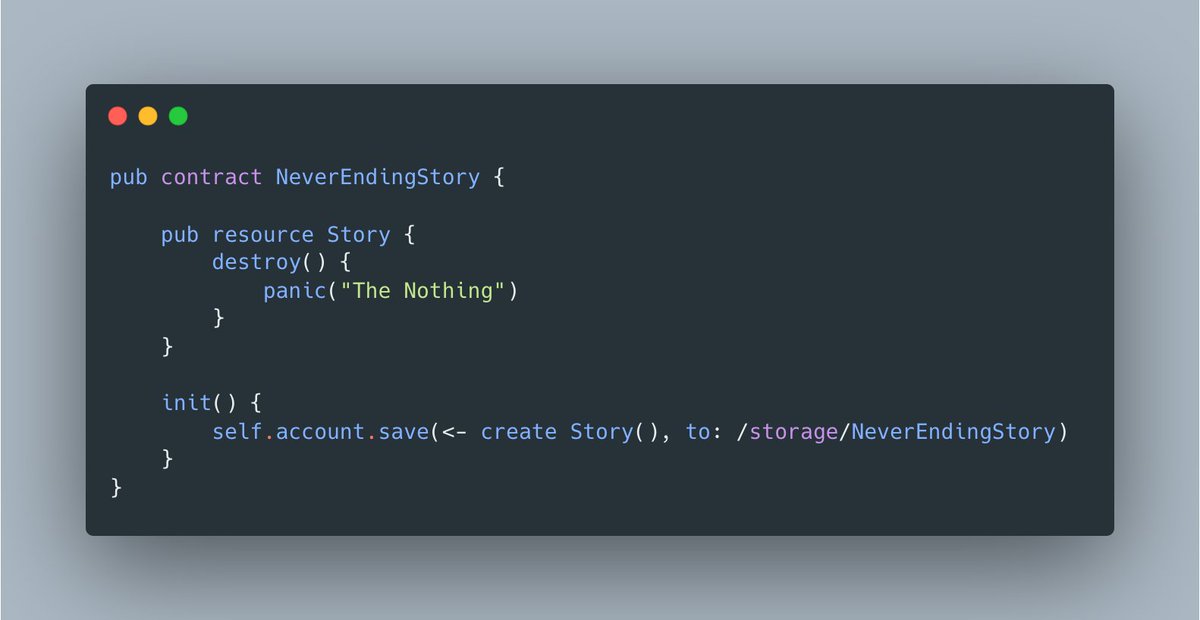 pub contract NeverEndingStory {
    pub resource Story {
        destroy() {
            panic("The Nothing")
        }
    }
    init() {
        self.account.save(<- create Story(), to: /storage/NeverEndingStory)
    }
}